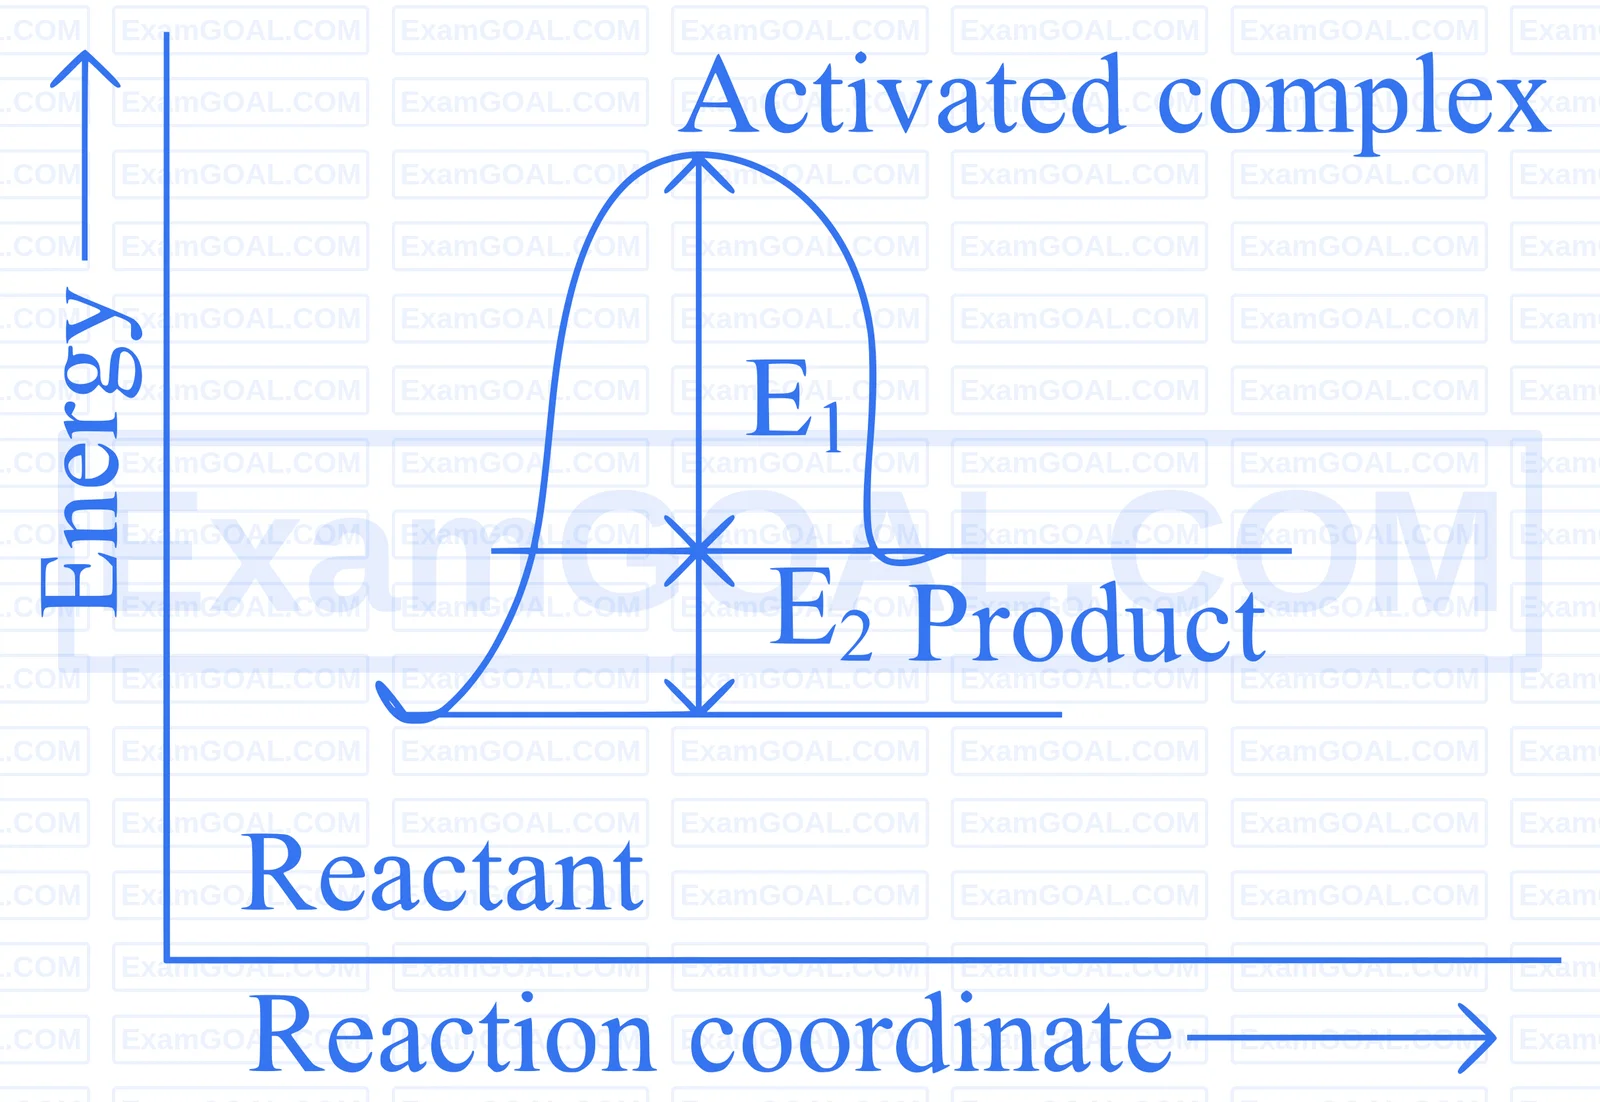 Activated complex
Energy
E₁
E₂ Product
Reactant
Reaction coordinate
ExamGOAL.COM